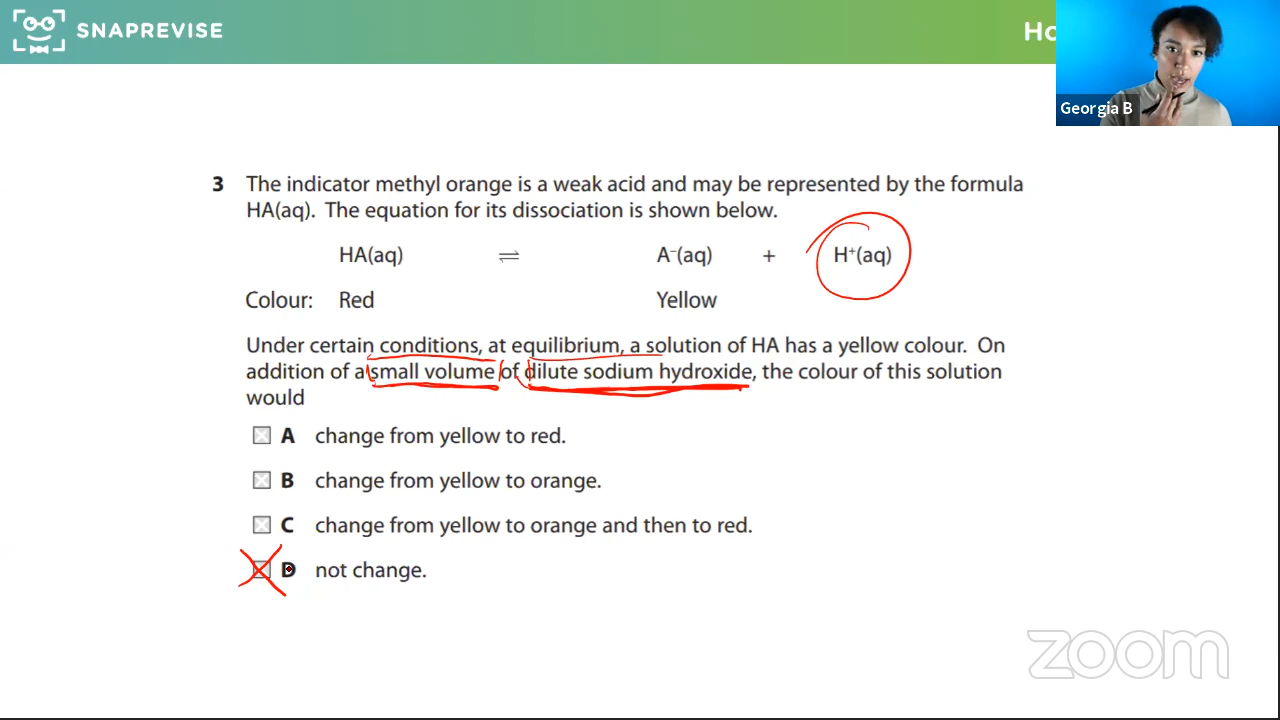 SNAPREVISE
Georgia B
3 The indicator methyl orange is a weak acid and may be represented by the formula
HA(aq). The equation for its dissociation is shown below.
HA(aq) ⇌ A⁻(aq) + H⁺(aq)
Colour: Red Yellow
Under certain conditions, at equilibrium, a solution of HA has a yellow colour. On
addition of a small volume of dilute sodium hydroxide, the colour of this solution
would
A change from yellow to red.
B change from yellow to orange.
C change from yellow to orange and then to red.
D not change.
zoom